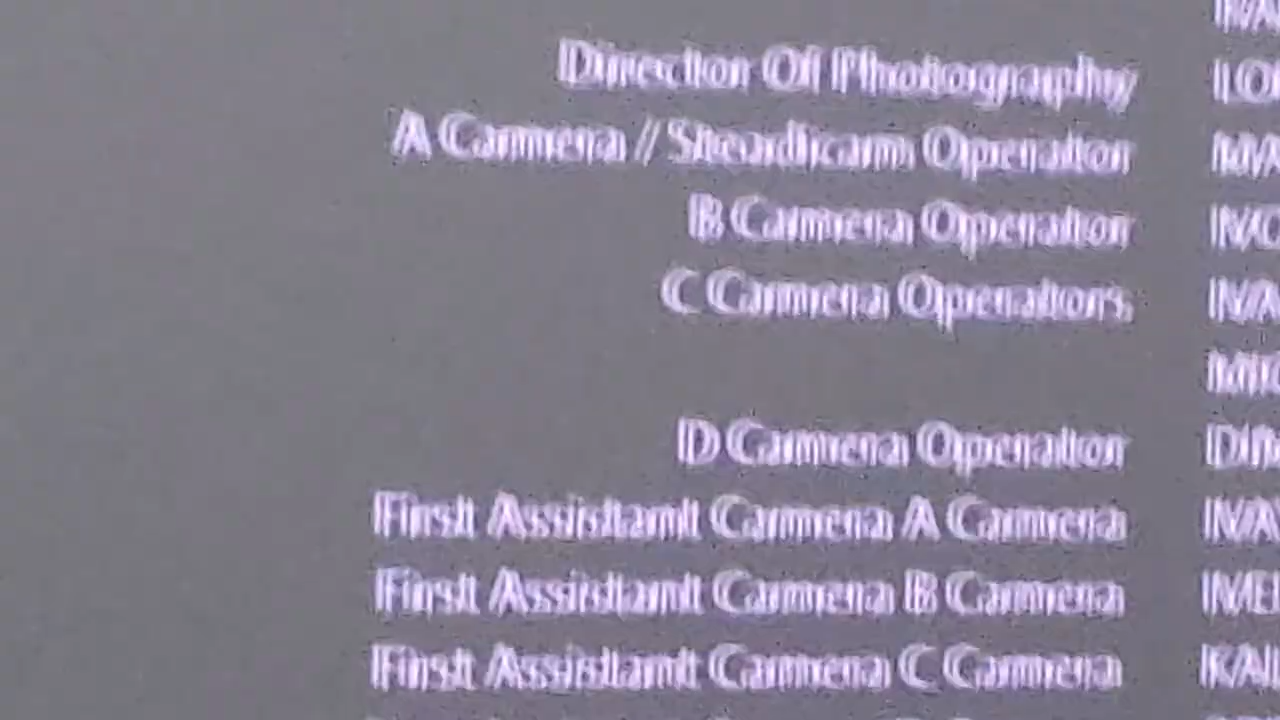 Director Of Photography
A Camera // Steadicam Operator
B Camera Operator
C Camera Operators
D Camera Operator
First Assistant Camera A Camera
First Assistant Camera B Camera
First Assistant Camera C Camera